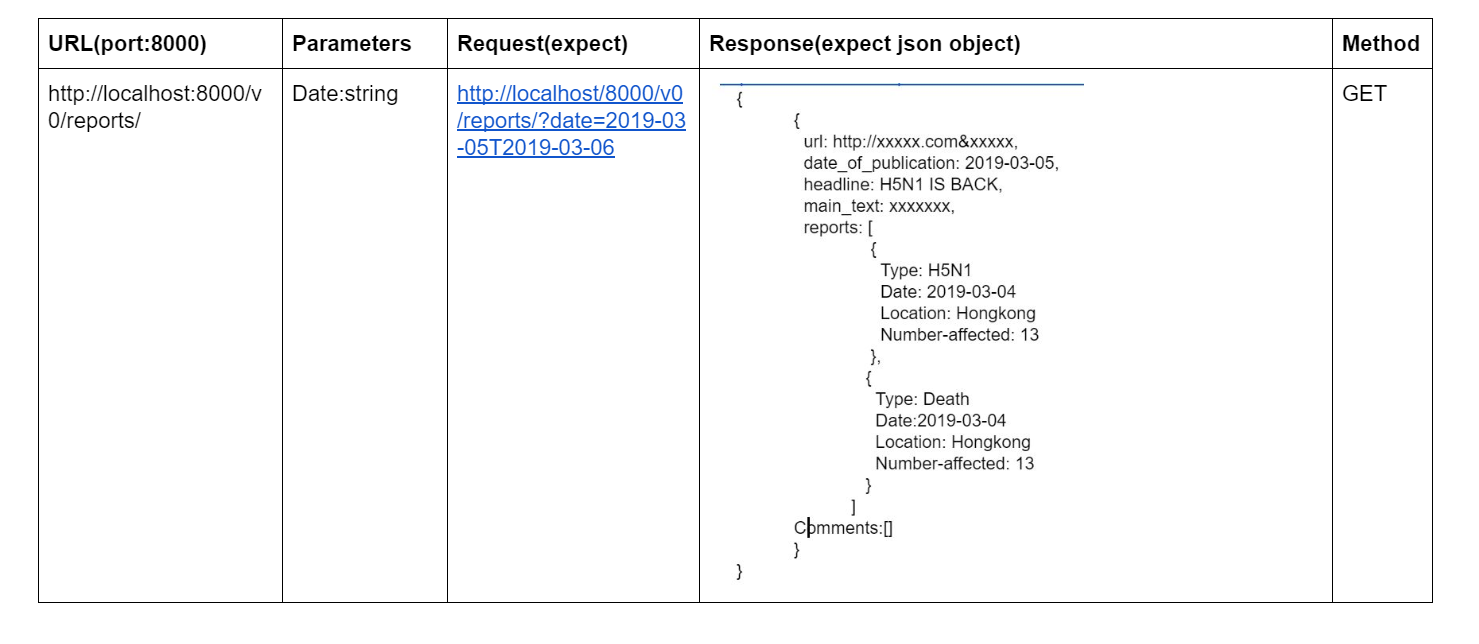 URL(port:8000)
Parameters
Request(expect)
Response(expect json object)
Method
http://localhost:8000/v
0/reports/
Date:string
http://localhost/8000/v0
/reports/?date=2019-03
-05T2019-03-06
{
{
url: http://xxxxx.com&xxxxx,
date_of_publication: 2019-03-05,
headline: H5N1 IS BACK,
main_text: xxxxxxx,
reports: [
{
Type: H5N1
Date: 2019-03-04
Location: Hongkong
Number-affected: 13
},
{
Type: Death
Date:2019-03-04
Location: Hongkong
Number-affected: 13
}
]
Comments:[]
}
}
GET